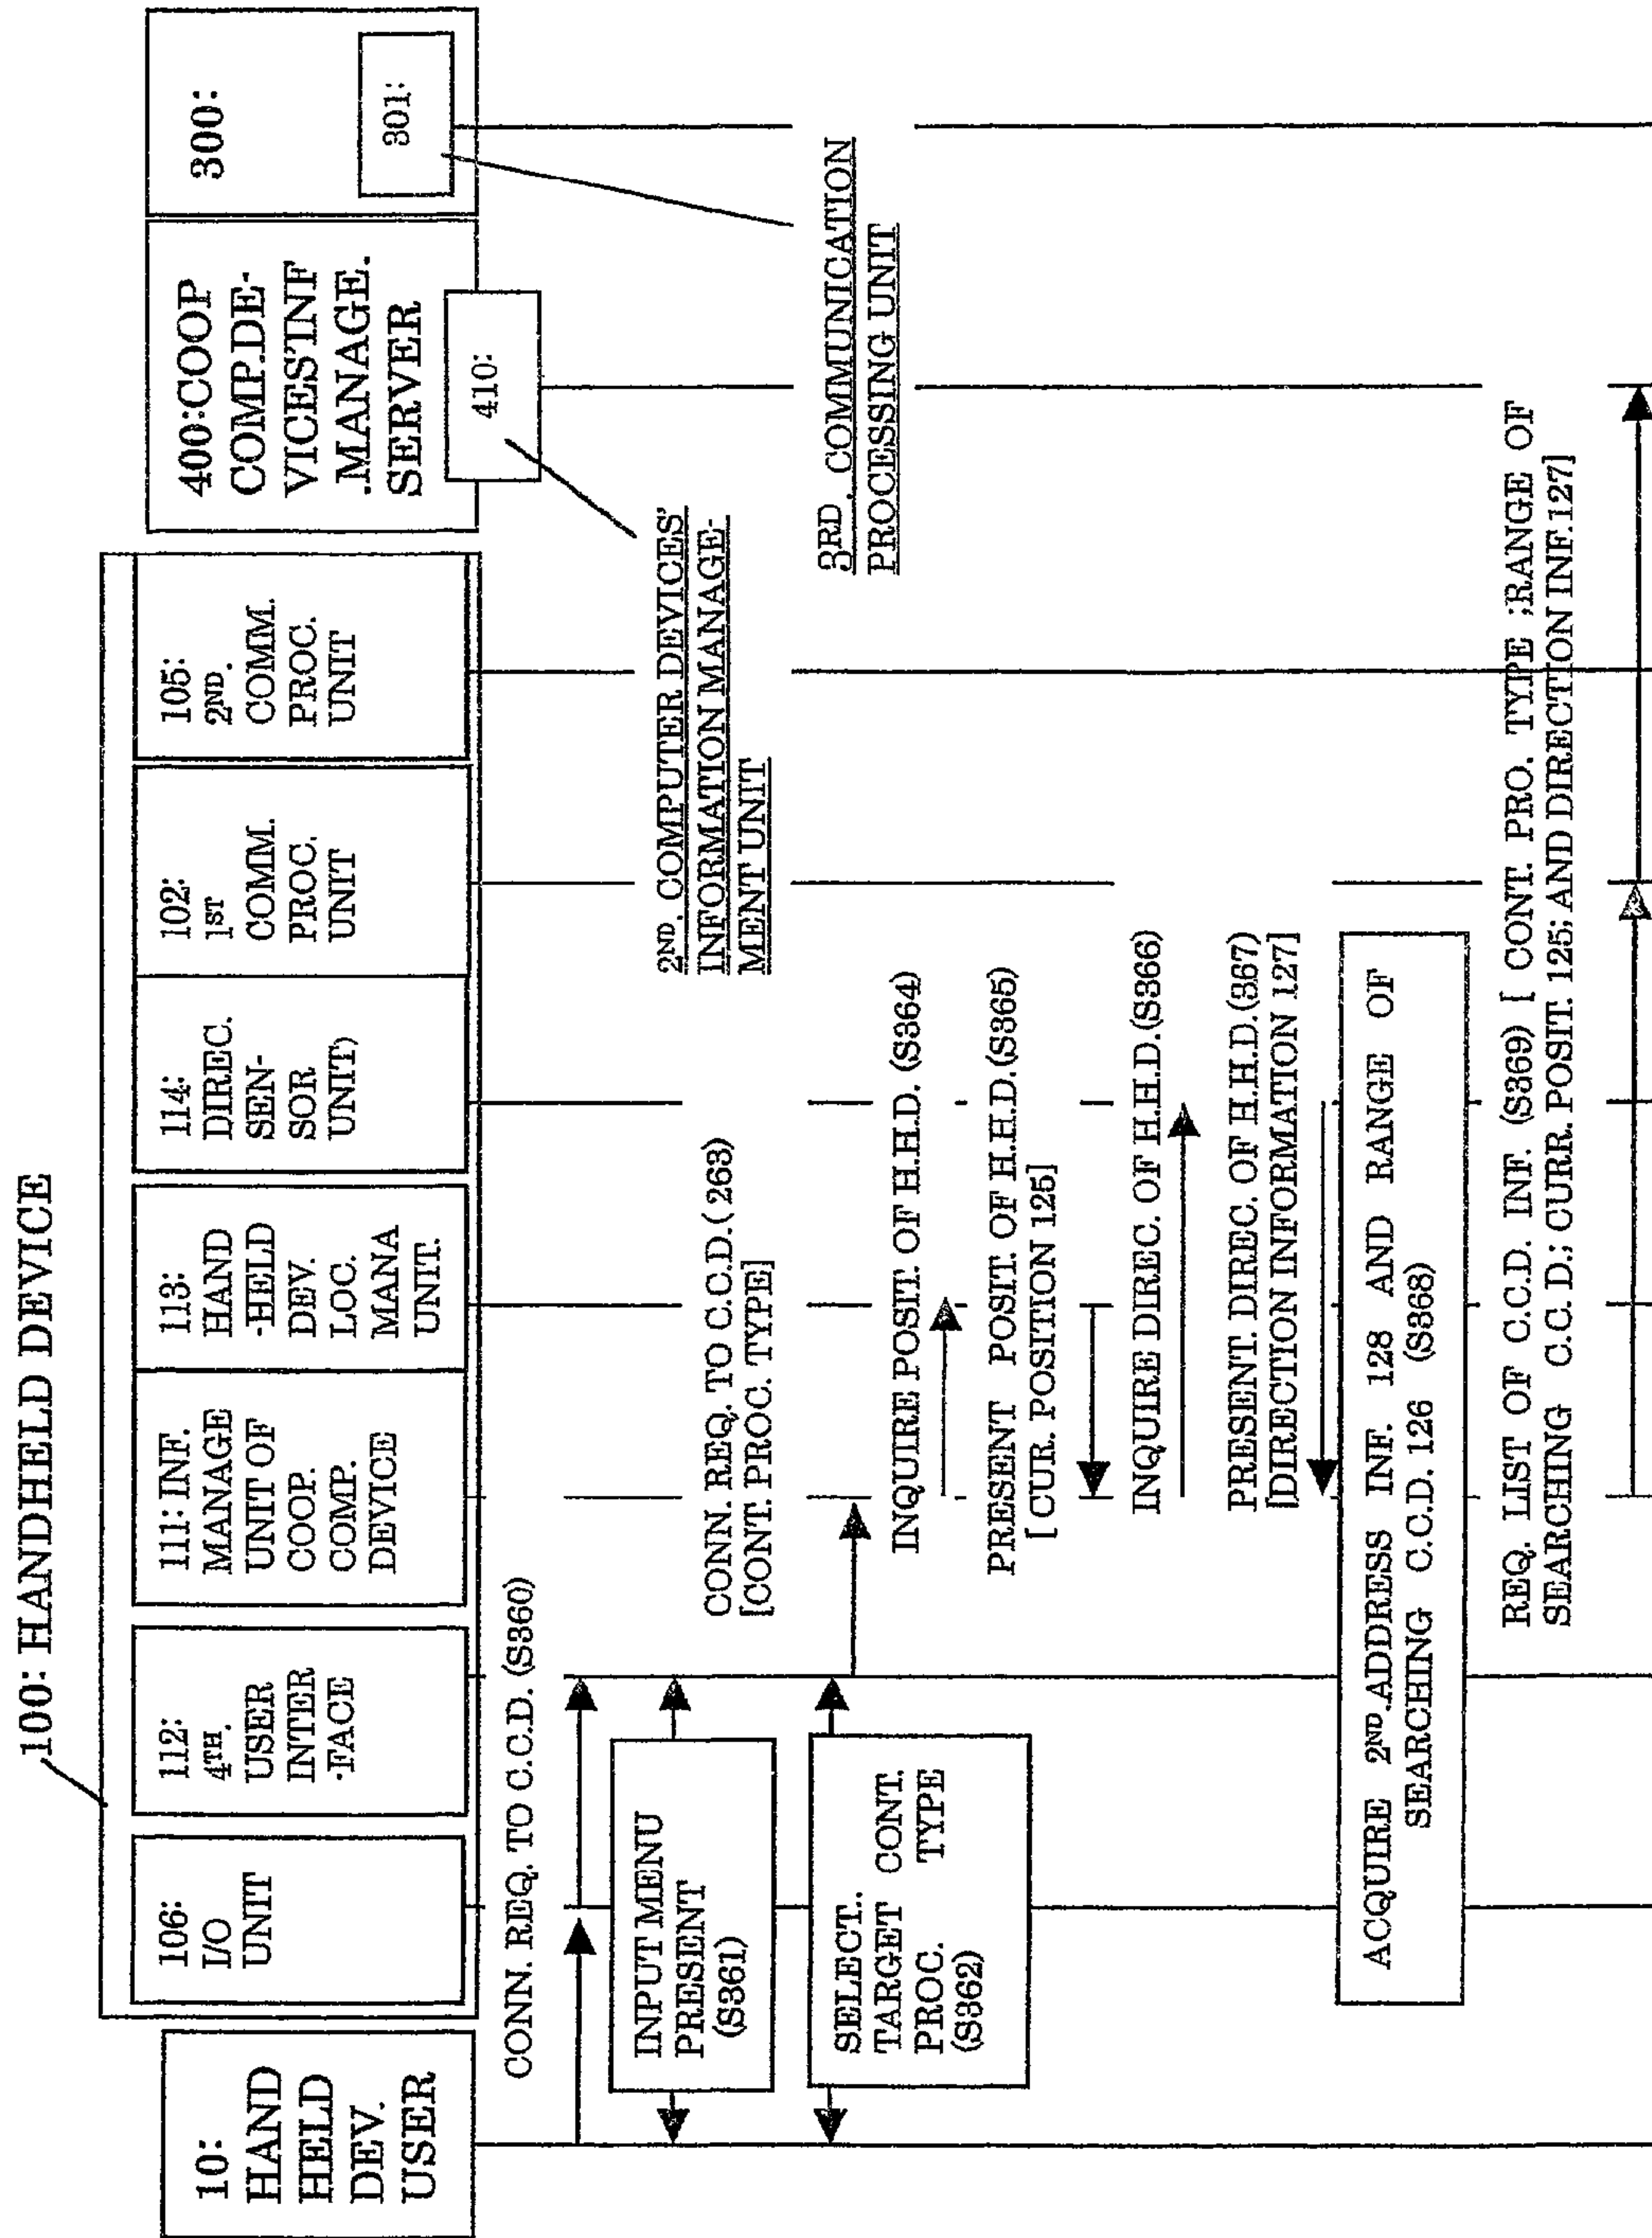 100: HANDHELD DEVICE
10:
HAND
HELD
DEV.
USER
106:
I/O
UNIT
112:
4TH.
USER
INTER
-FACE
111: INF.
MANAGE
UNIT OF
COOP.
COMP.
DEVICE
113:
HAND
-HELD
DEV.
LOC.
MANA
UNIT.
114:
DIREC.
SEN-
SOR
UNIT)
102:
1ST
COMM.
PROC.
UNIT
105:
2ND.
COMM.
PROC.
UNIT
400:COOP
COMP.DE-
VICESINF
.MANAGE.
SERVER
410:
300:
301:
CONN. REQ. TO C.C.D. (S360)
INPUT MENU
PRESENT
(S361)
2ND. COMPUTER DEVICES'
INFORMATION MANAGE-
MENT UNIT
CONN. REQ. TO C.C.D.(263)
[CONT. PROC. TYPE]
3RD. COMMUNICATION
PROCESSING UNIT
SELECT..
TARGET CONT.
PROC. TYPE
(S362)
INQUIRE POSIT. OF H.H.D. (S364)
PRESENT POSIT. OF H.H.D.(S365)
[ CUR. POSITION 125]
INQUIRE DIREC. OF H.H.D.(S366)
PRESENT. DIREC. OF H.H.D.(367)
[DIRECTION INFORMATION 127]
ACQUIRE 2ND.ADDRESS INF. 128 AND RANGE OF
SEARCHING C.C.D. 126 (S368)
REQ. LIST OF C.C.D. INF. (S369) [ CONT. PRO. TYPE ;RANGE OF
SEARCHING C.C. D.; CURR. POSIT. 125; AND DIRECTION INF.127]